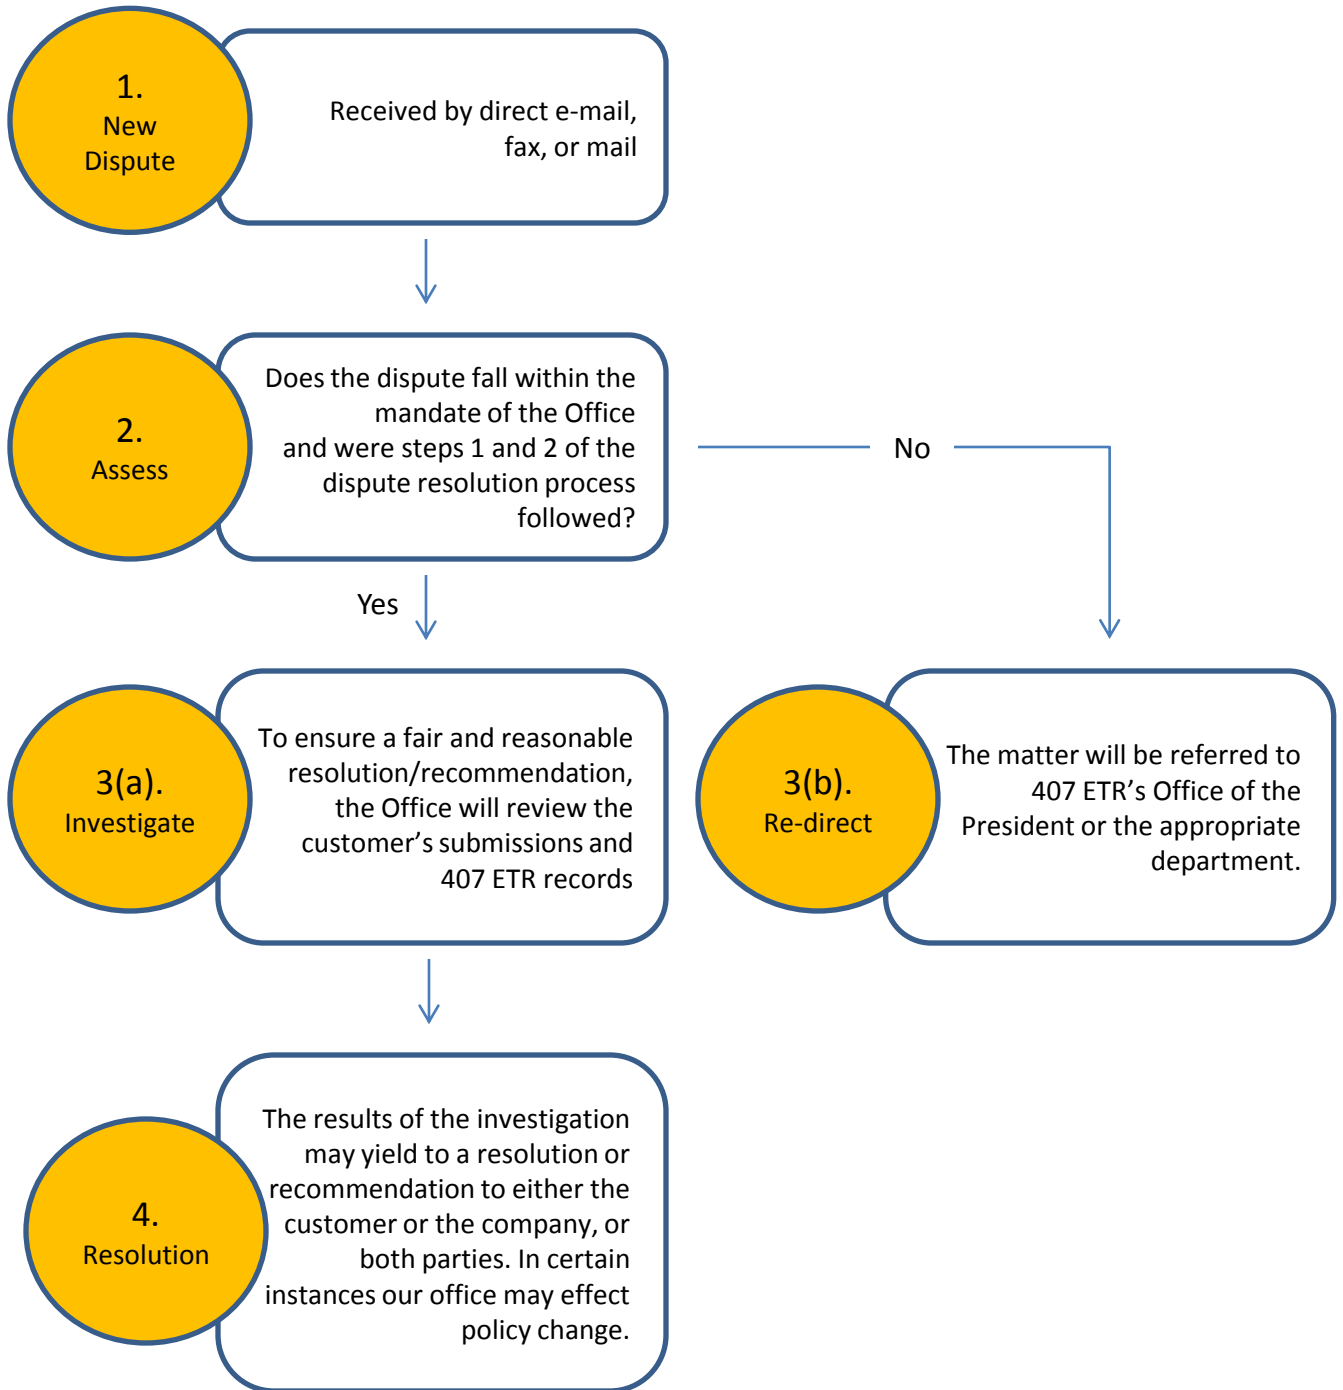 1.
New
Dispute
Received by direct e-mail,
fax, or mail
2.
Assess
Does the dispute fall within the
mandate of the Office
and were steps 1 and 2 of the
dispute resolution process
followed?
No
Yes
3(a).
Investigate
To ensure a fair and reasonable
resolution/recommendation,
the Office will review the
customer’s submissions and
407 ETR records
3(b).
Re-direct
The matter will be referred to
407 ETR’s Office of the
President or the appropriate
department.
4.
Resolution
The results of the investigation
may yield to a resolution or
recommendation to either the
customer or the company, or
both parties. In certain
instances our office may effect
policy change.